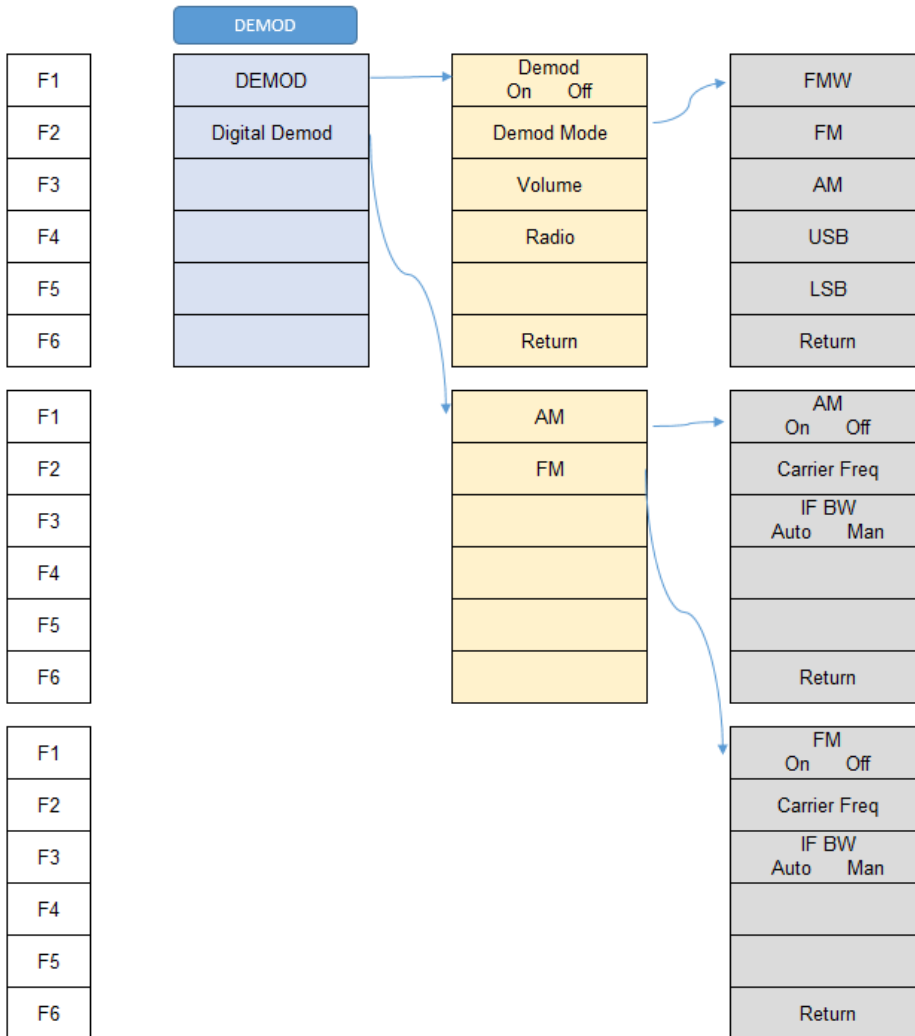 DEMOD
F1 DEMOD Demod FMW
On Off
F2 Digital Demod Demod Mode FM
F3 Volume AM
F4 Radio USB
F5 LSB
F6 Return Return
F1 AM AM
On Off
F2 FM Carrier Freq
F3 IF BW
Auto Man
F4
F5
F6 Return
F1 FM
On Off
F2 Carrier Freq
F3 IF BW
Auto Man
F4
F5
F6 Return